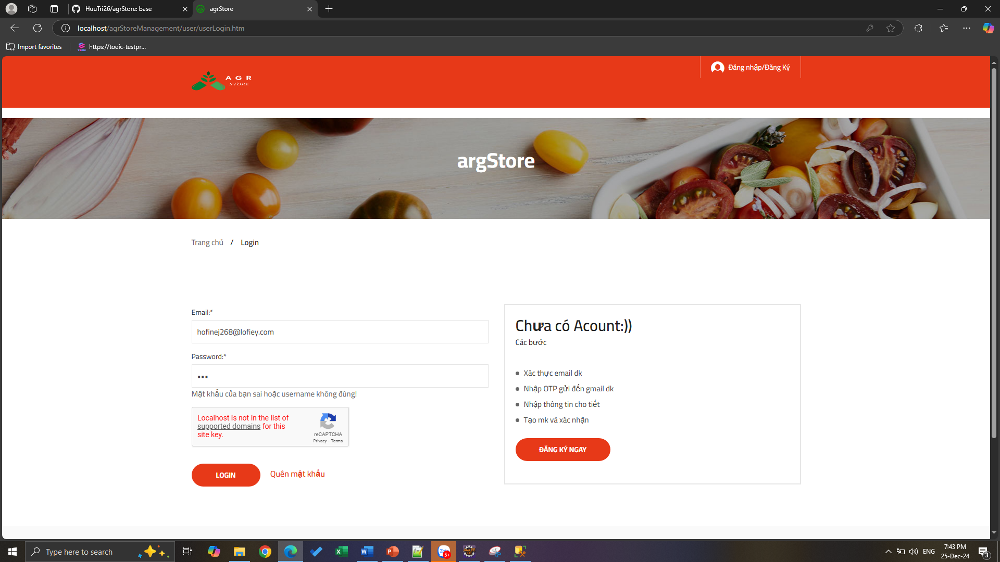 HuuTri26/agrStore: base
agrStore
localhost/agrStoreManagement/user/userLogin.htm
Import favorites
https://toeic-testpr...
AGR
STORE
Đăng nhập/Đăng Ký
argStore
Trang chủ / Login
Email:*
hofinej268@lofiey.com
Password:*
Mật khẩu của bạn sai hoặc username không đúng!
Localhost is not in the list of
supported domains for this
site key.
reCAPTCHA
Privacy - Terms
LOGIN
Quên mật khẩu
Chưa có Acount:))
Các bước
Xác thực email dk
Nhập OTP gửi đến gmail dk
Nhập thông tin cho tiết
Tạo mk và xác nhận
ĐĂNG KÝ NGAY
Type here to search
5+
ENG
7:43 PM
25-Dec-24
3